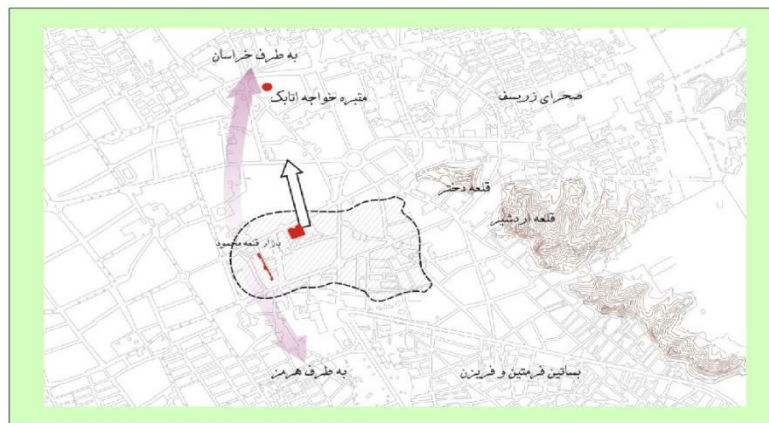 به طرف خراسان
مقبره خواجه اتابک
صحرای زریسف
قلعه دختر
قلعه اردشیر
بازار قلعه محمود
به طرف هرمز
بساتین فرمتین و فریزن